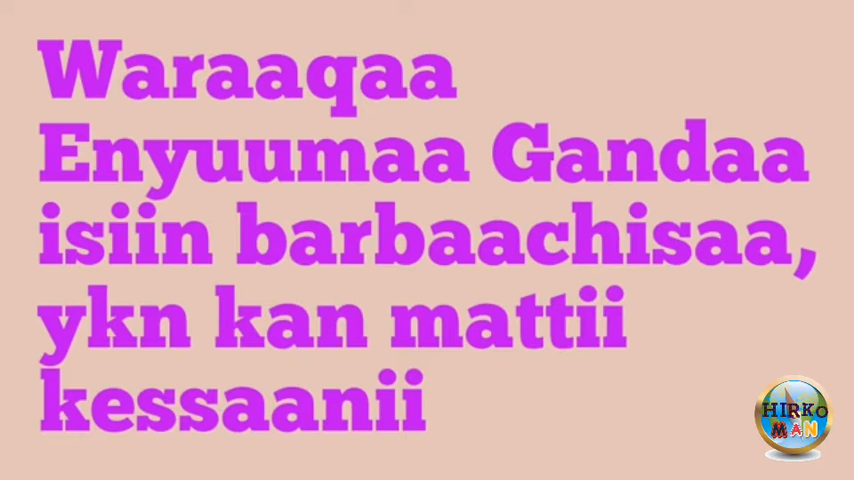 Waraaqaa
Enyuumaa Gandaa
isiin barbaachisaa,
ykn kan mattii
kessaanii
HIRKO
MAN